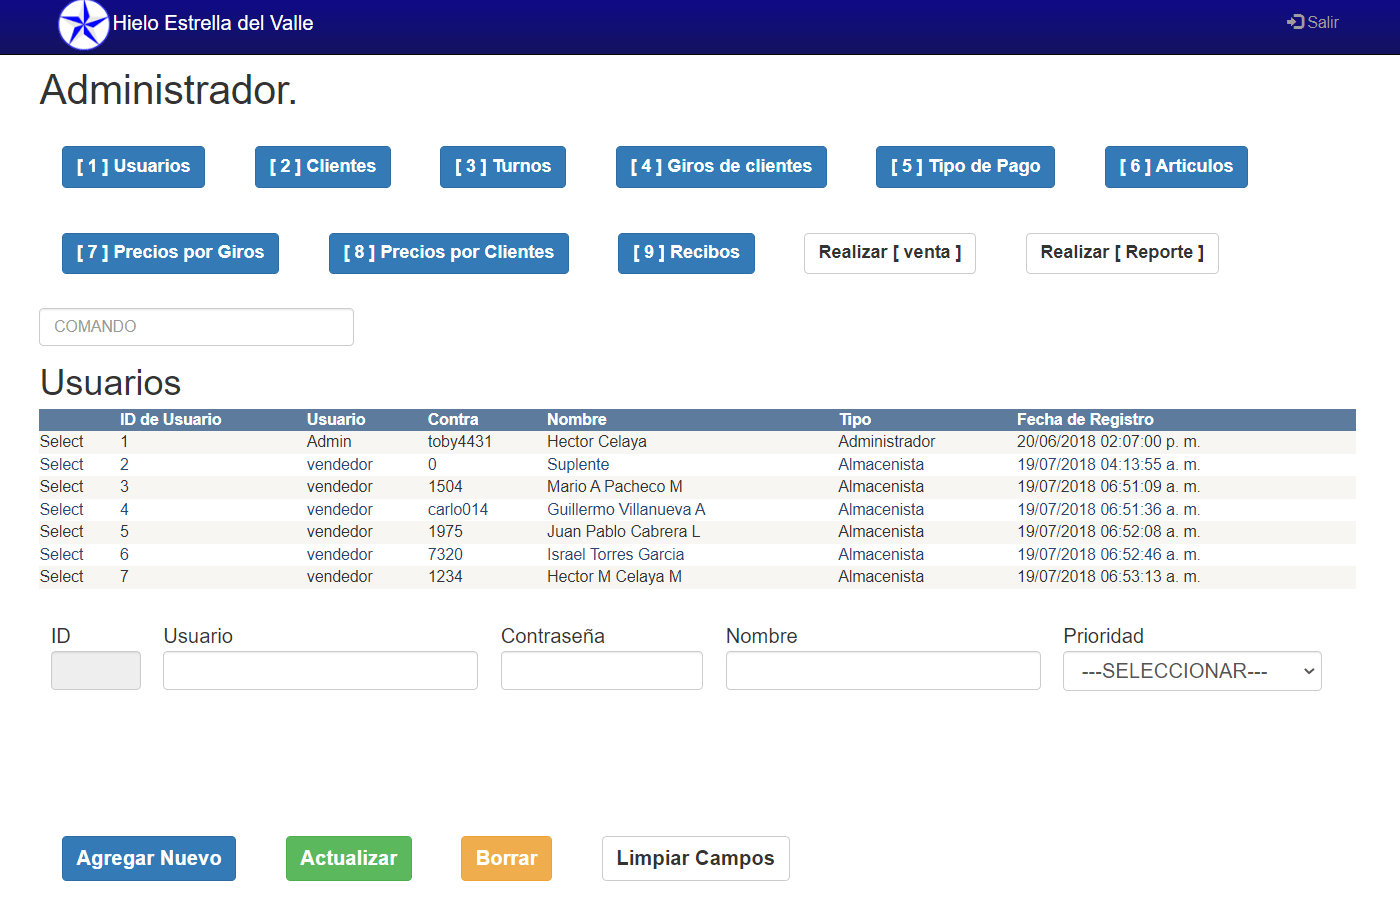 Hielo Estrella del Valle
Salir
Administrador.
[ 1 ] Usuarios [ 2 ] Clientes [ 3 ] Turnos [ 4 ] Giros de clientes [ 5 ] Tipo de Pago [ 6 ] Articulos
[ 7 ] Precios por Giros [ 8 ] Precios por Clientes [ 9 ] Recibos Realizar [ venta ] Realizar [ Reporte ]
COMANDO
Usuarios
ID de Usuario Usuario Contra Nombre Tipo Fecha de Registro
Select 1 Admin toby4431 Hector Celaya Administrador 20/06/2018 02:07:00 p. m.
Select 2 vendedor 0 Suplente Almacenista 19/07/2018 04:13:55 a. m.
Select 3 vendedor 1504 Mario A Pacheco M Almacenista 19/07/2018 06:51:09 a. m.
Select 4 vendedor carlo014 Guillermo Villanueva A Almacenista 19/07/2018 06:51:36 a. m.
Select 5 vendedor 1975 Juan Pablo Cabrera L Almacenista 19/07/2018 06:52:08 a. m.
Select 6 vendedor 7320 Israel Torres Garcia Almacenista 19/07/2018 06:52:46 a. m.
Select 7 vendedor 1234 Hector M Celaya M Almacenista 19/07/2018 06:53:13 a. m.
ID Usuario Contraseña Nombre Prioridad
---SELECCIONAR---
Agregar Nuevo Actualizar Borrar Limpiar Campos